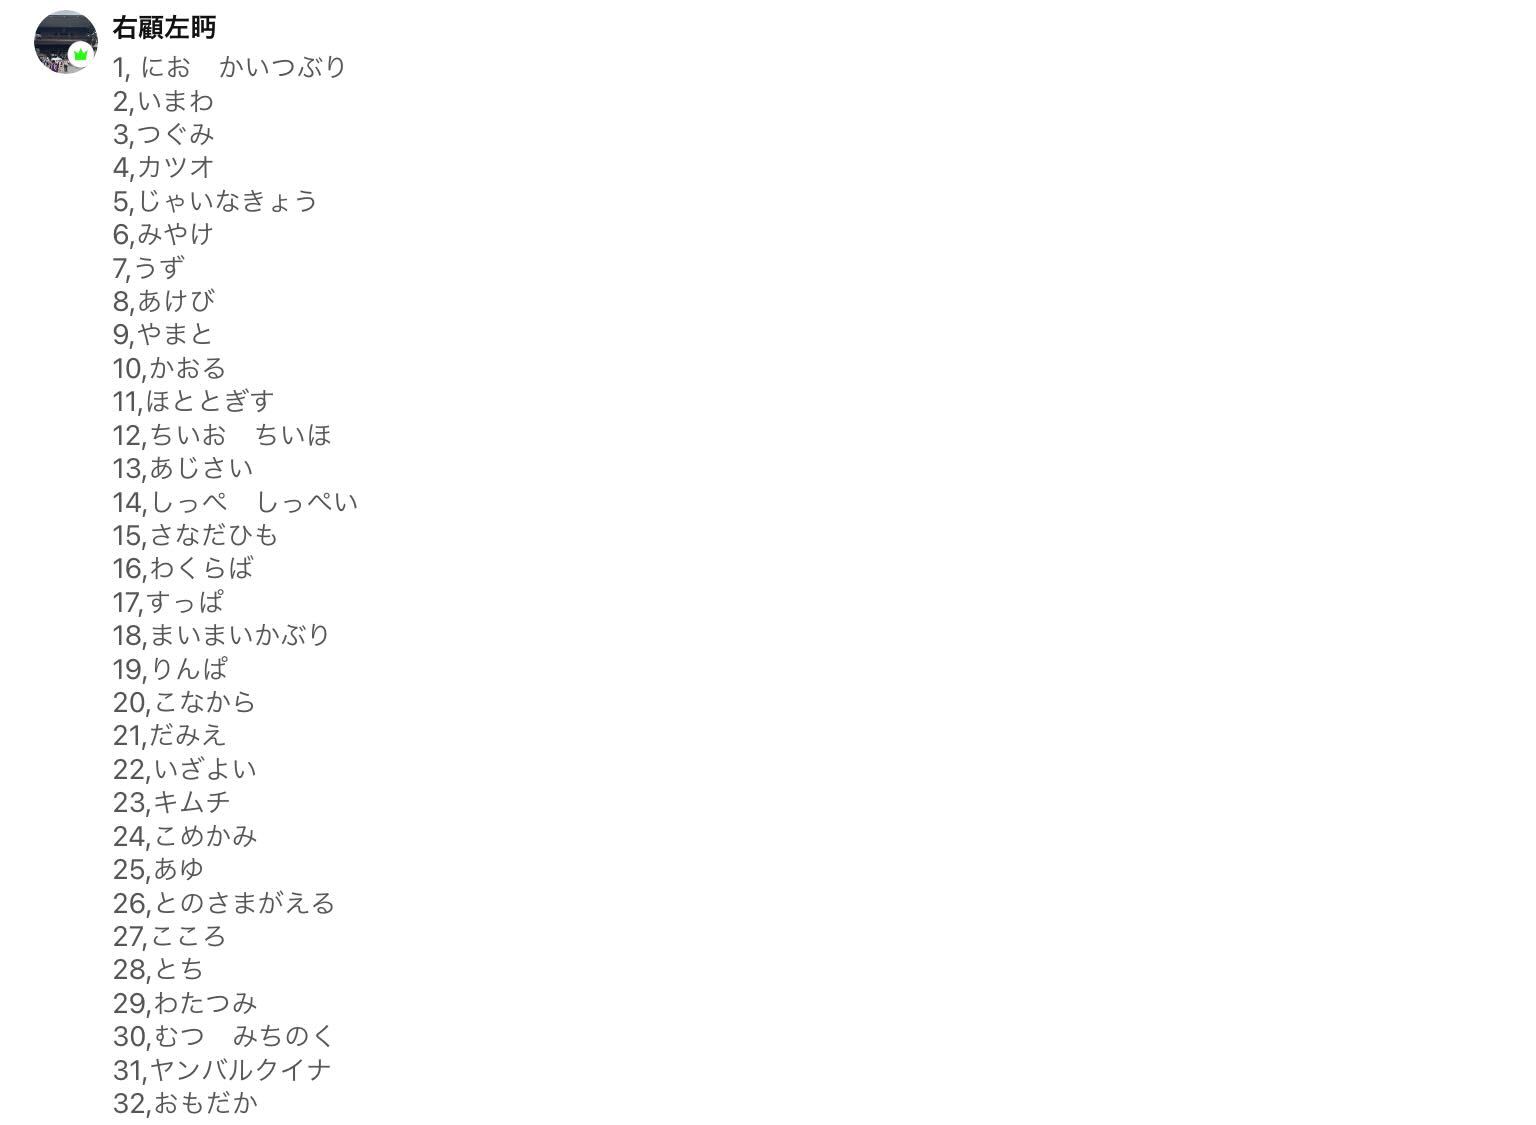 右顧左眄
1, にお　かいつぶり
2,いまわ
3,つぐみ
4,カツオ
5,じゃいなきょう
6,みやけ
7,うず
8,あけび
9,やまと
10,かおる
11,ほととぎす
12,ちいお　ちいほ
13,あじさい
14,しっぺ　しっぺい
15,さなだひも
16,わくらば
17,すっぱ
18,まいまいかぶり
19,りんぱ
20,こなから
21,だみえ
22,いざよい
23,キムチ
24,こめかみ
25,あゆ
26,とのさまがえる
27,こころ
28,とち
29,わたつみ
30,むつ　みちのく
31,ヤンバルクイナ
32,おもだか